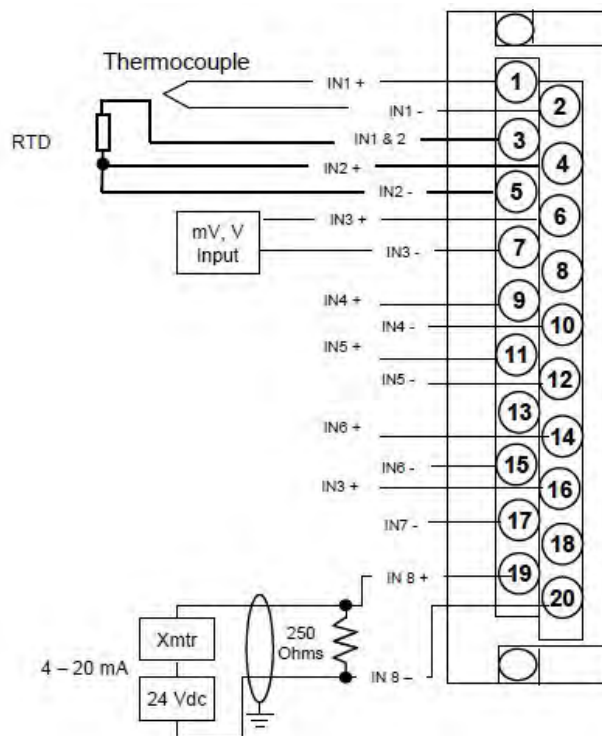 Thermocouple
IN1 +
1
IN1 -
2
RTD
IN1 & 2
3
IN2 +
4
IN2 -
5
mV, V
Input
IN3 +
6
IN3 -
7
8
IN4 +
9
IN4 -
10
IN5 +
11
IN5 -
12
13
IN6 +
14
IN6 -
15
IN3 +
16
IN7 -
17
18
IN 8 +
19
20
4 – 20 mA
Xmtr
24 Vdc
250
Ohms
IN 8 –